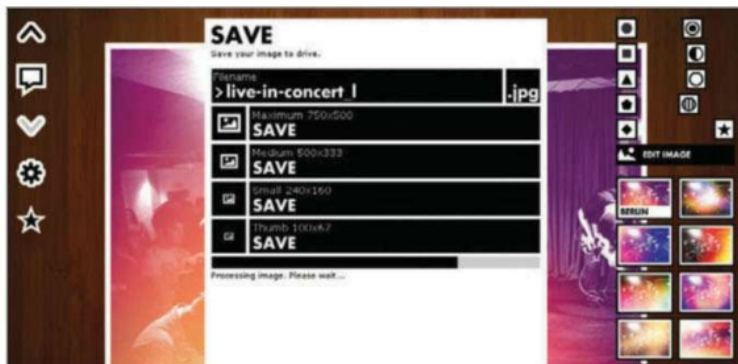 SAVE
Save your image to drive.
Filename
>live-in-concert_l
.jpg
Maximum 750x500
SAVE
Medium 500x333
SAVE
Small 240x160
SAVE
Thumb 100x67
SAVE
Processing image. Please wait...
EDIT IMAGE
BERLIN